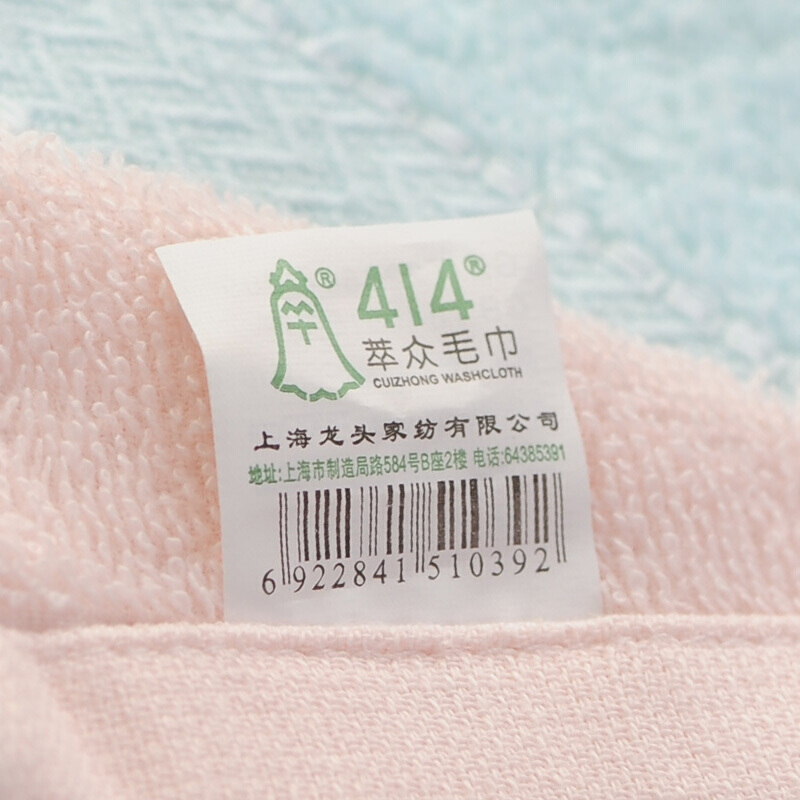 414®
萃众毛巾
CUIZHONG WASHCLOTH
上海龙头家纺有限公司
地址:上海市制造局路584号B座2楼 电话:64385391
6 922841 510392